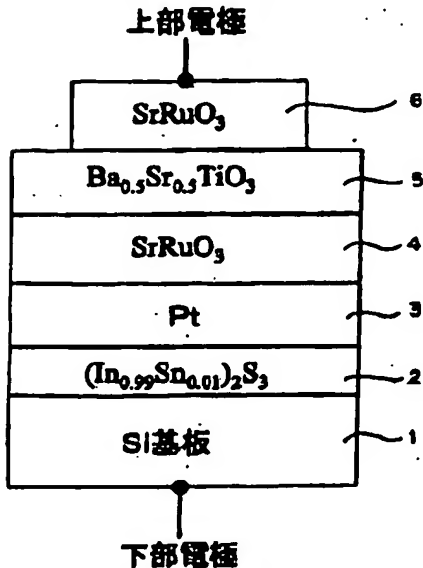 上部電極
SrRuO₃ 6
Ba₀.₅Sr₀.₅TiO₃ 5
SrRuO₃ 4
Pt 3
(In₀.₉₉Sn₀.₀₁)₂S₃ 2
Si基板 1
下部電極